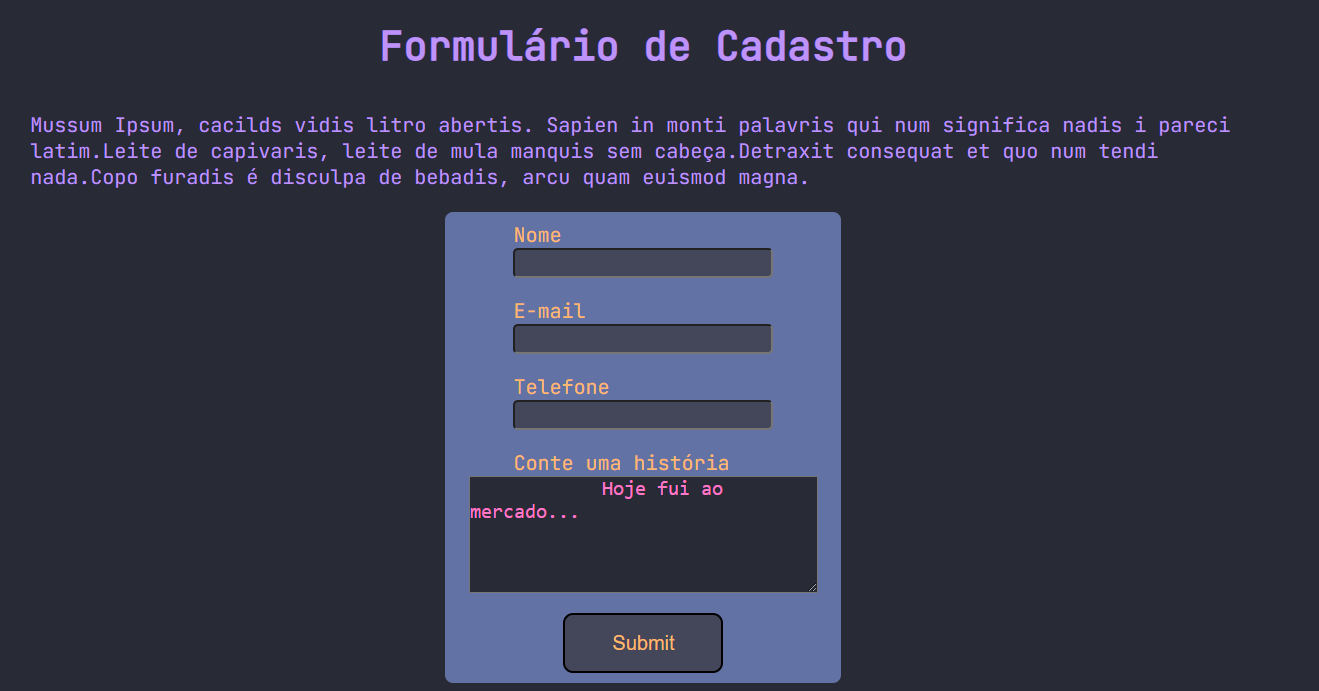 Formulário de Cadastro
Mussum Ipsum, cacilds vidis litro abertis. Sapien in monti palavris qui num significa nadis i pareci
latim.Leite de capivaris, leite de mula manquis sem cabeça.Detraxit consequat et quo num tendi
nada.Copo furadis é disculpa de bebadis, arcu quam euismod magna.
Nome
E-mail
Telefone
Conte uma história
Hoje fui ao
mercado...
Submit